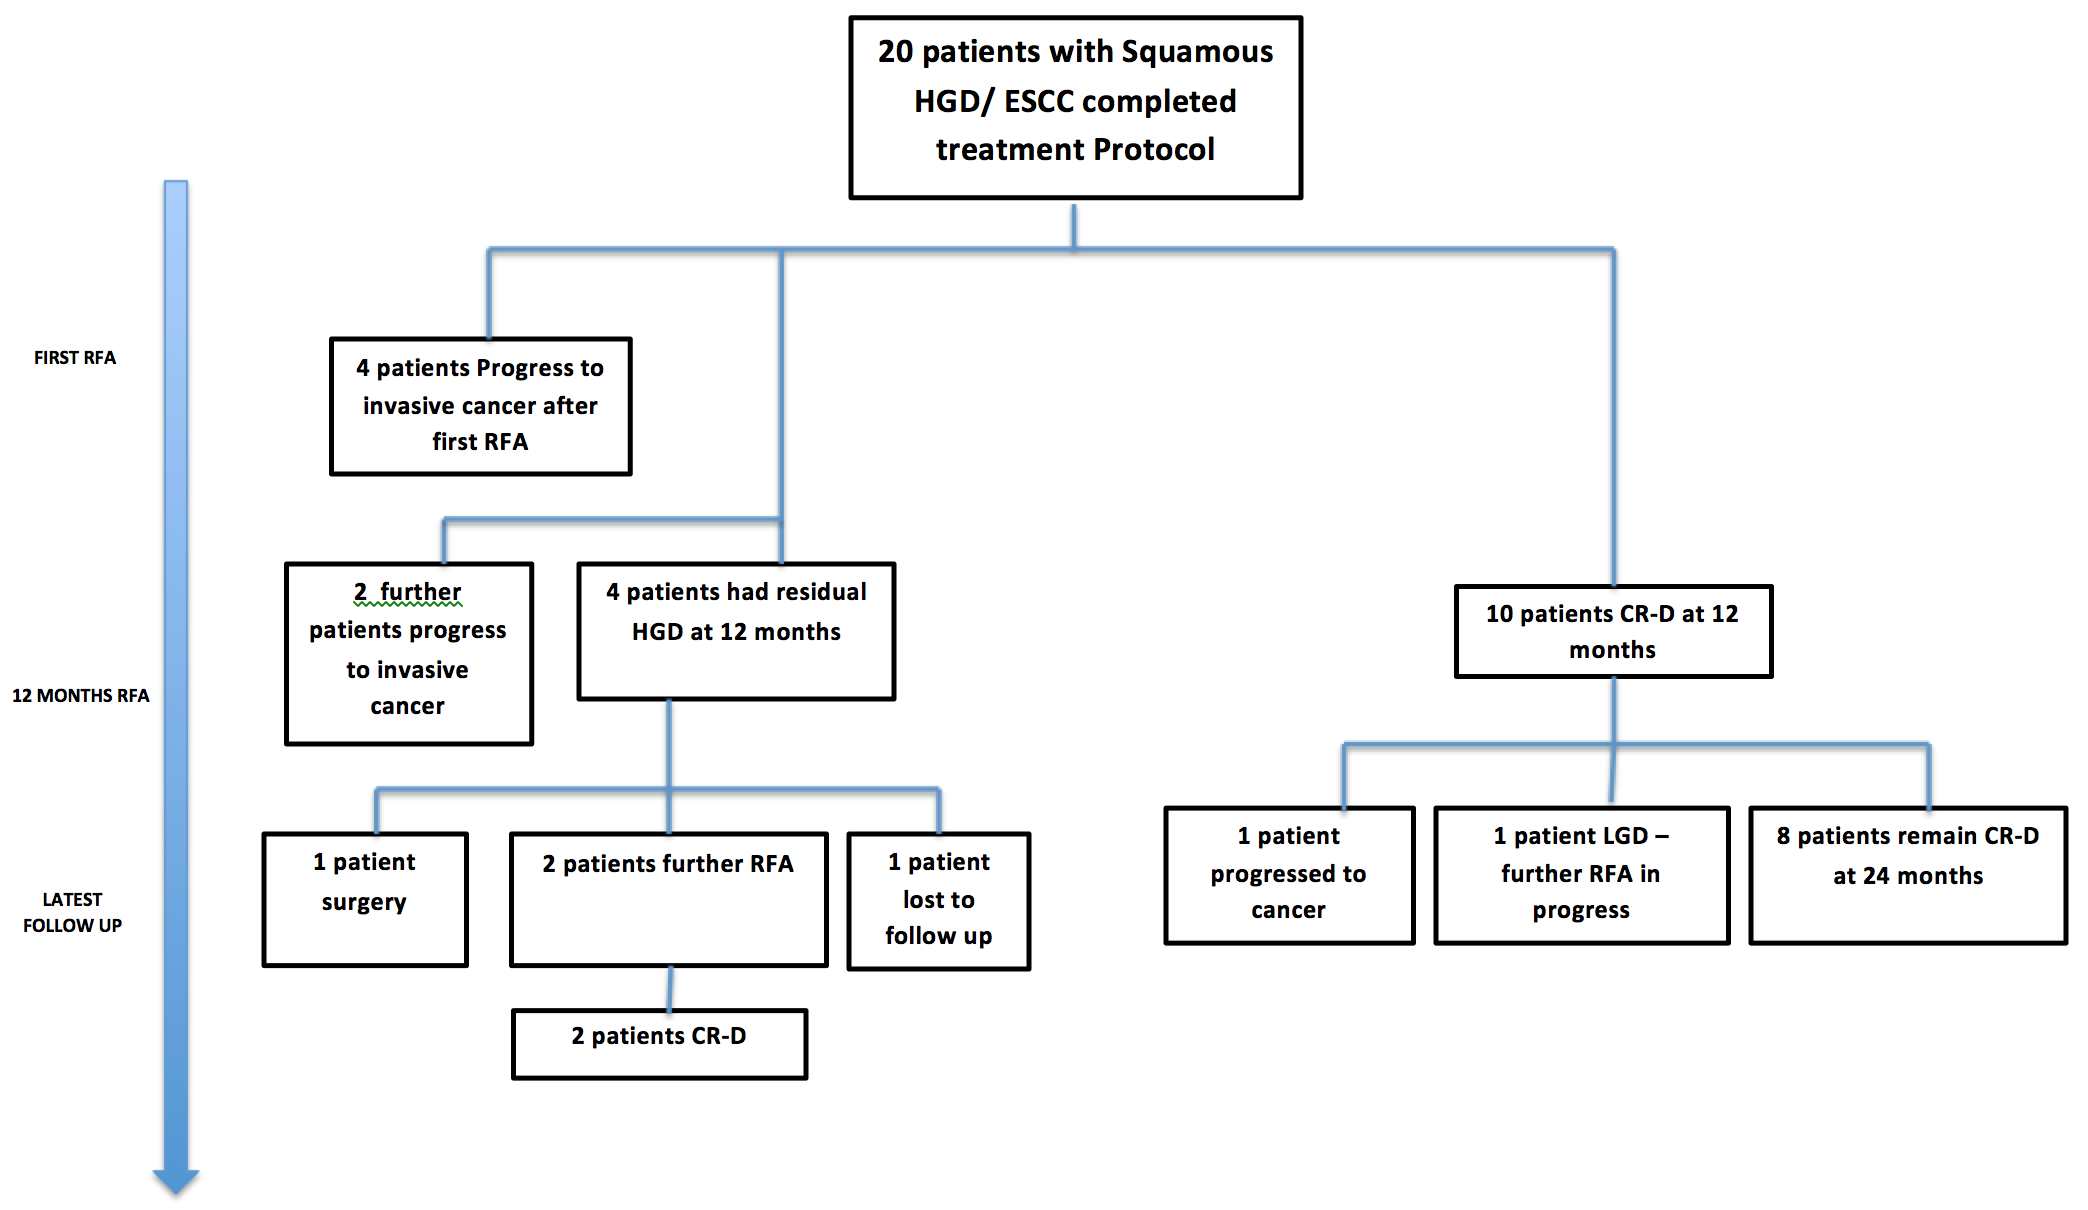 20 patients with Squamous
HGD/ ESCC completed
treatment Protocol
FIRST RFA
4 patients Progress to
invasive cancer after
first RFA
2  further
patients progress
to invasive
cancer
4 patients had residual
HGD at 12 months
10 patients CR-D at 12
months
12 MONTHS RFA
1 patient
surgery
2 patients further RFA
1 patient
lost to
follow up
1 patient
progressed to
cancer
1 patient LGD –
further RFA in
progress
8 patients remain CR-D
at 24 months
LATEST
FOLLOW UP
2 patients CR-D